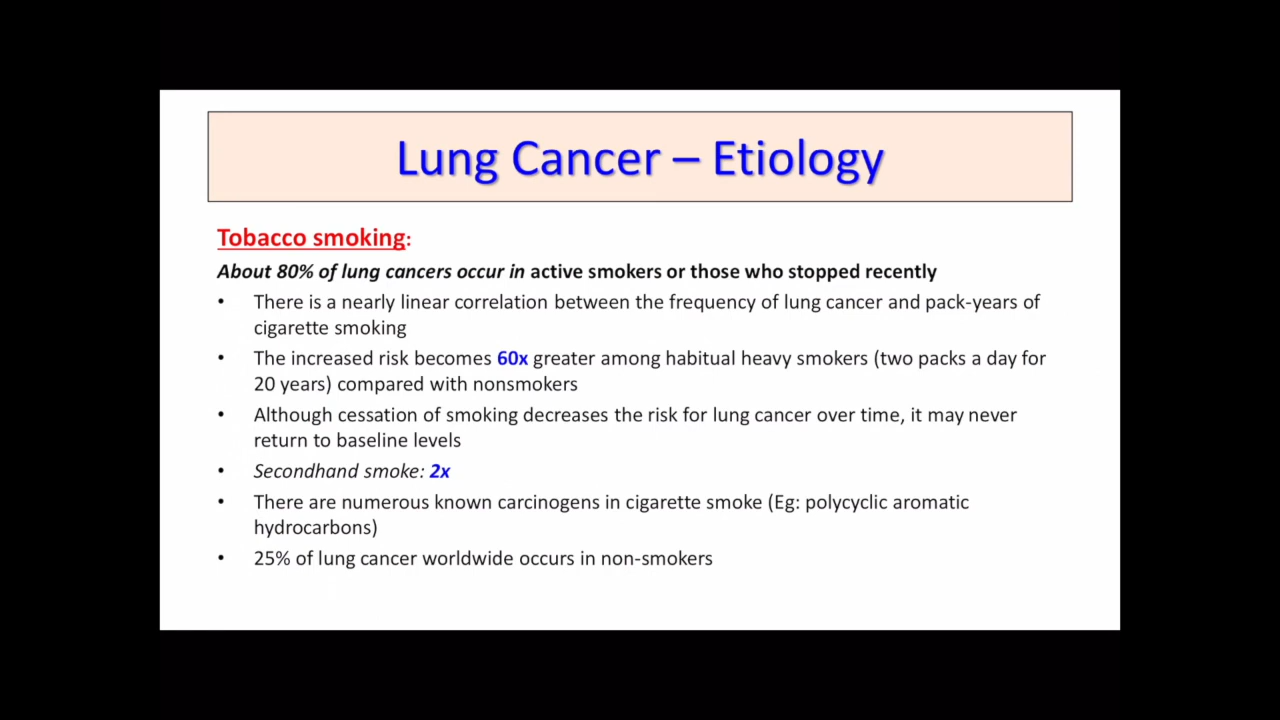 Lung Cancer – Etiology
Tobacco smoking:
About 80% of lung cancers occur in active smokers or those who stopped recently
• There is a nearly linear correlation between the frequency of lung cancer and pack-years of
cigarette smoking
• The increased risk becomes 60x greater among habitual heavy smokers (two packs a day for
20 years) compared with nonsmokers
• Although cessation of smoking decreases the risk for lung cancer over time, it may never
return to baseline levels
• Secondhand smoke: 2x
• There are numerous known carcinogens in cigarette smoke (Eg: polycyclic aromatic
hydrocarbons)
• 25% of lung cancer worldwide occurs in non-smokers